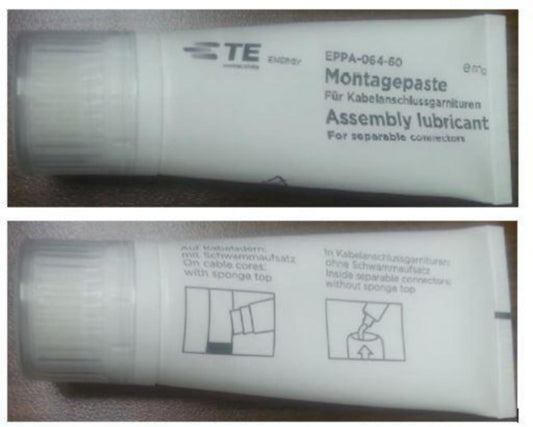 TE
ENERGY
EPPA-064-60
Montagepaste
Für Kabelanschlussgarnituren
Assembly lubricant
For separable connectors
Auf Kabeladern:
mit Schwammaufsatz
On cable cores:
with sponge top
In Kabelanschlussgarnituren:
ohne Schwammaufsatz
Inside separable connectors:
without sponge top